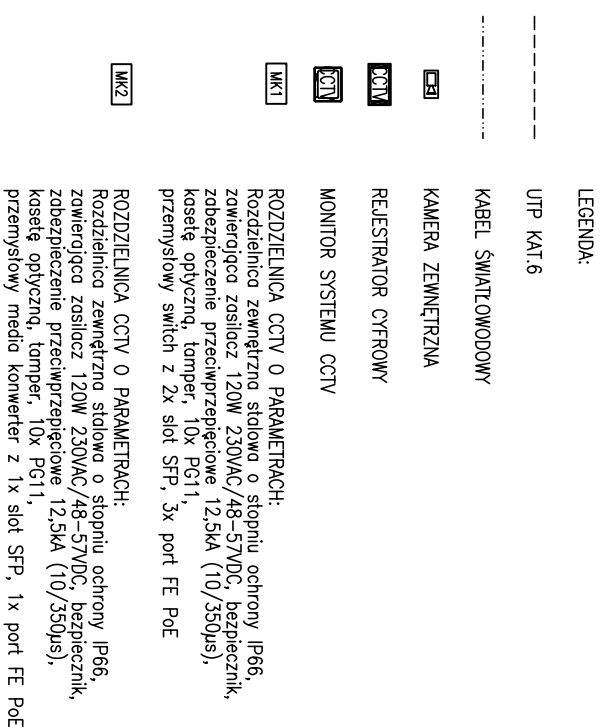 LEGENDA:
UTP KAT.6
KABEL ŚWIATŁOWODOWY
KAMERA ZEWNĘTRZNA
CCTV REJESTRATOR CYFROWY
CCTV MONITOR SYSTEMU CCTV
MK1 ROZDZIELNICA CCTV O PARAMETRACH:
Rozdzielnica zewnętrzna stalowa o stopniu ochrony IP66,
zawierająca zasilacz 120W 230VAC/48-57VDC, bezpiecznik,
zabezpieczenie przeciwprzepięciowe 12,5kA (10/350µs),
kasetę optyczną, tamper, 10x PG11,
przemysłowy switch z 2x slot SFP, 3x port FE PoE
MK2 ROZDZIELNICA CCTV O PARAMETRACH:
Rozdzielnica zewnętrzna stalowa o stopniu ochrony IP66,
zawierająca zasilacz 120W 230VAC/48-57VDC, bezpiecznik,
zabezpieczenie przeciwprzepięciowe 12,5kA (10/350µs),
kasetę optyczną, tamper, 10x PG11,
przemysłowy media konwerter z 1x slot SFP, 1x port FE PoE